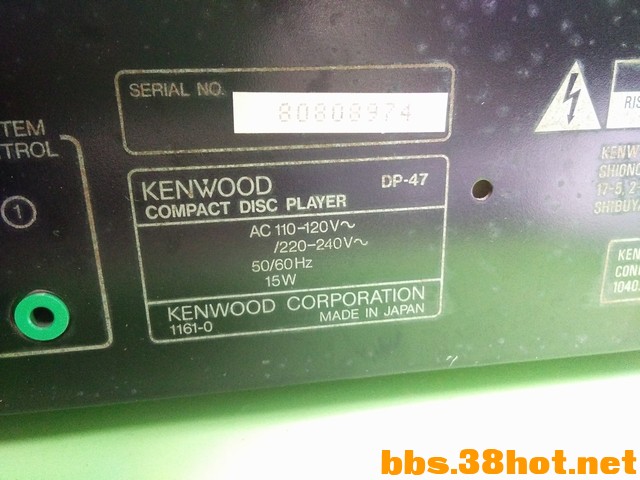 SERIAL NO. 80808974
STEM
TROL
1
KENWOOD DP-47
COMPACT DISC PLAYER
AC 110-120V~
/220-240V~
50/60Hz
15W
KENWOOD CORPORATION
1161-0 MADE IN JAPAN
RIS
KENW
SHIONO
17-5, 2
SHIBUYA
KEN
CON
1040
bbs.38hot.net